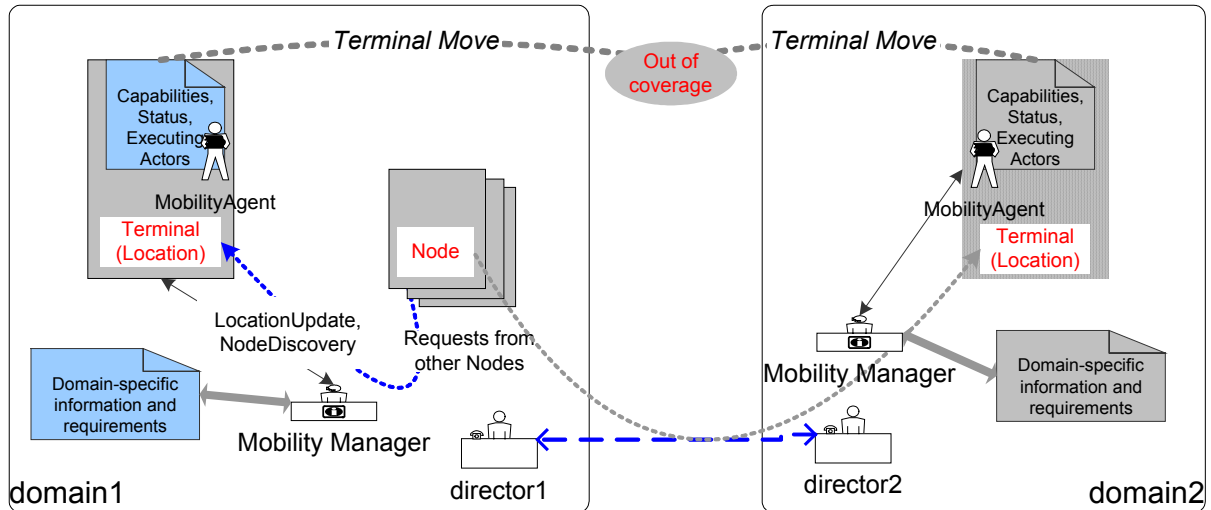 Terminal Move
Out of
coverage
Terminal Move
Capabilities,
Status,
Executing
Actors
MobilityAgent
Terminal
(Location)
Node
LocationUpdate,
NodeDiscovery
Requests from
other Nodes
Domain-specific
information and
requirements
Mobility Manager
director1
domain1
Capabilities,
Status,
Executing
Actors
MobilityAgent
Terminal
(Location)
Mobility Manager
Domain-specific
information and
requirements
director2
domain2